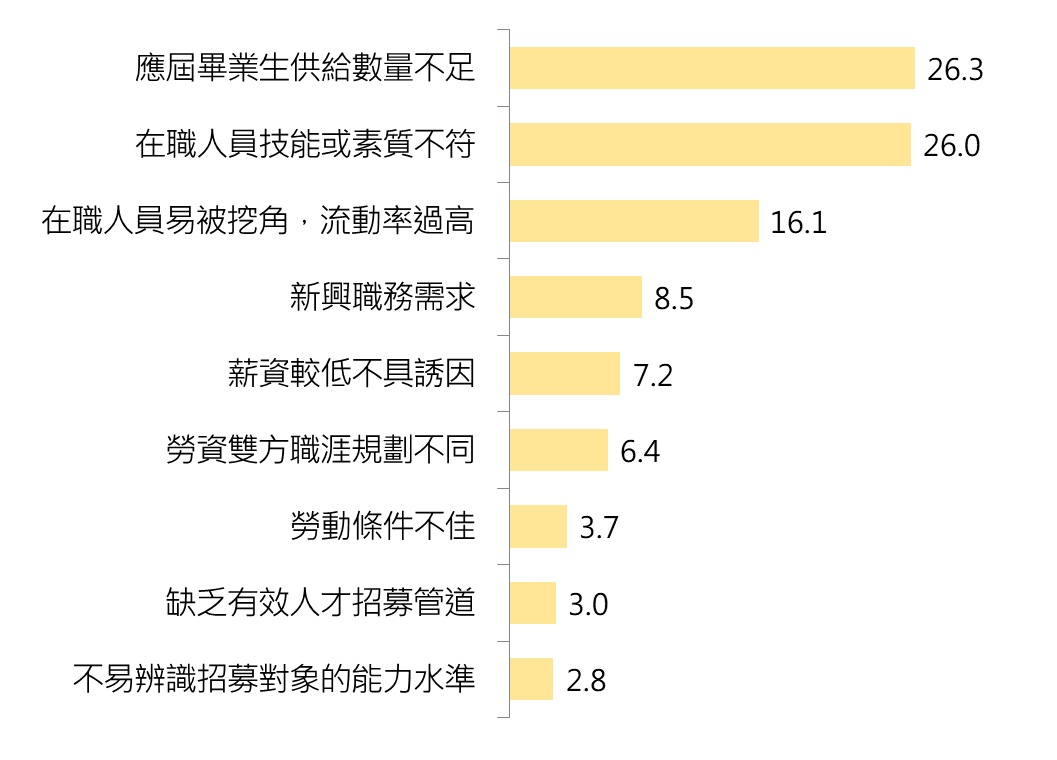 應屆畢業生供給數量不足 26.3
在職人員技能或素質不符 26.0
在職人員易被挖角，流動率過高 16.1
新興職務需求 8.5
薪資較低不具誘因 7.2
勞資雙方職涯規劃不同 6.4
勞動條件不佳 3.7
缺乏有效人才招募管道 3.0
不易辨識招募對象的能力水準 2.8